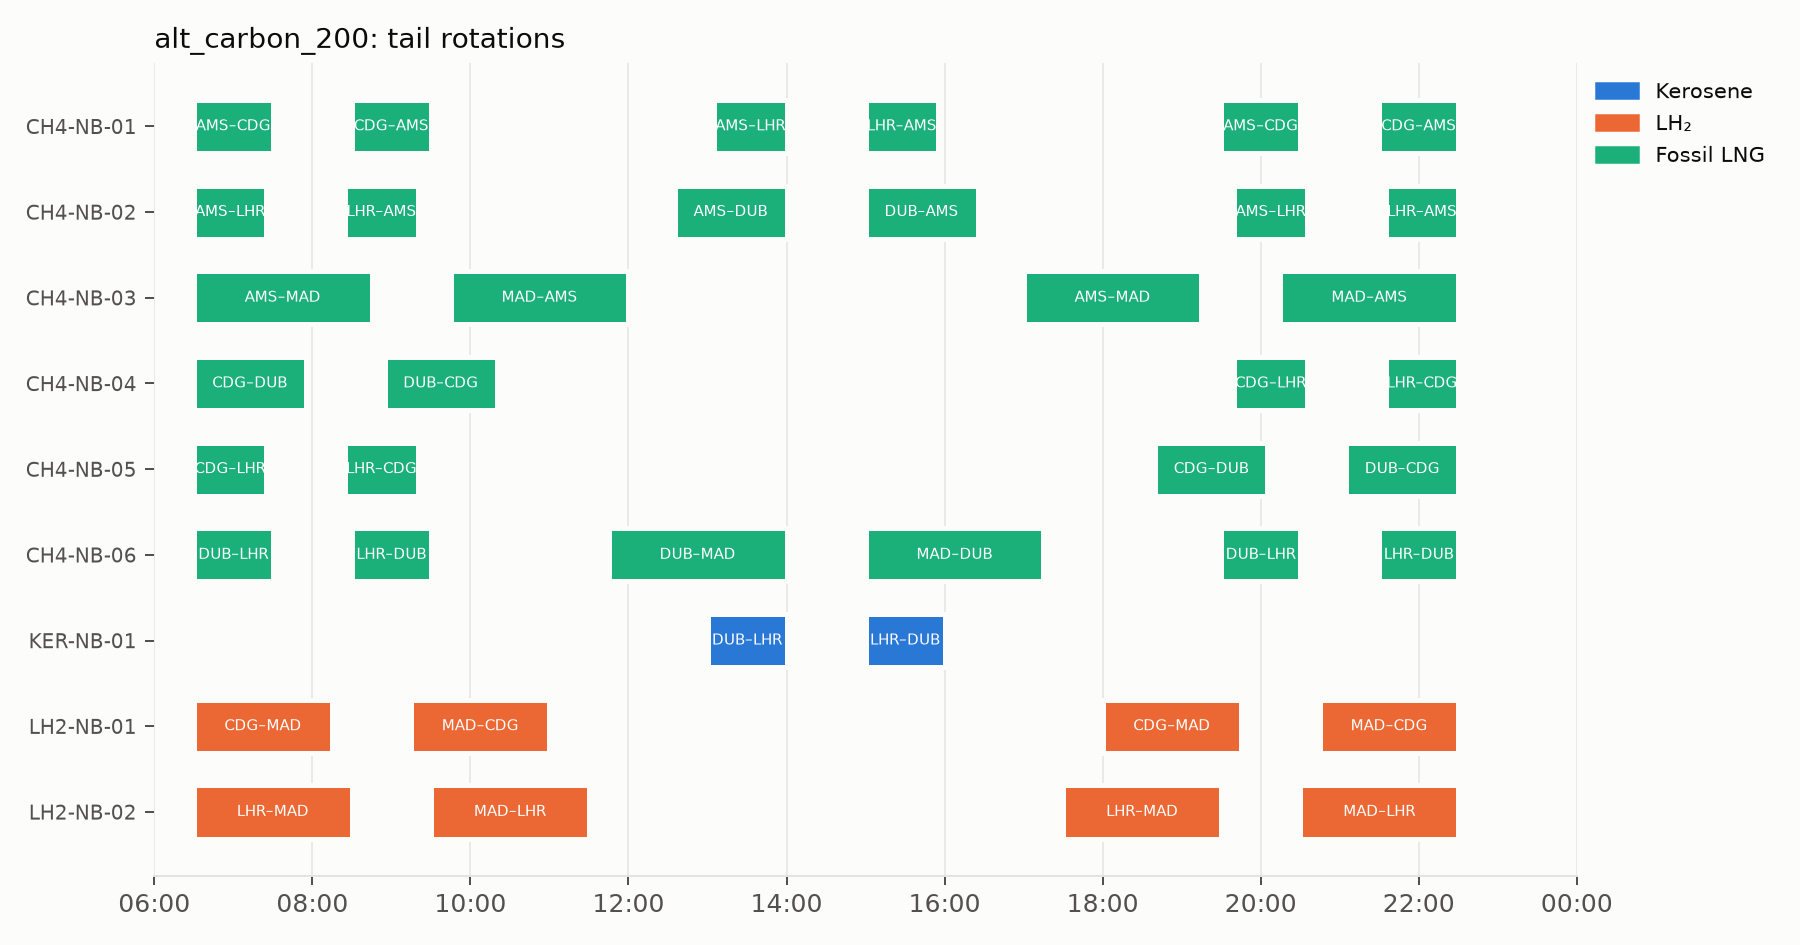 alt_carbon_200: tail rotations
Kerosene
LH₂
Fossil LNG
CH4-NB-01 AMS–CDG CDG–AMS AMS–LHR LHR–AMS AMS–CDG CDG–AMS
CH4-NB-02 AMS–LHR LHR–AMS AMS–DUB DUB–AMS AMS–LHR LHR–AMS
CH4-NB-03 AMS–MAD MAD–AMS AMS–MAD MAD–AMS
CH4-NB-04 CDG–DUB DUB–CDG CDG–LHR LHR–CDG
CH4-NB-05 CDG–LHR LHR–CDG CDG–DUB DUB–CDG
CH4-NB-06 DUB–LHR LHR–DUB DUB–MAD MAD–DUB DUB–LHR LHR–DUB
KER-NB-01 DUB–LHR LHR–DUB
LH2-NB-01 CDG–MAD MAD–CDG CDG–MAD MAD–CDG
LH2-NB-02 LHR–MAD MAD–LHR LHR–MAD MAD–LHR
06:00 08:00 10:00 12:00 14:00 16:00 18:00 20:00 22:00 00:00